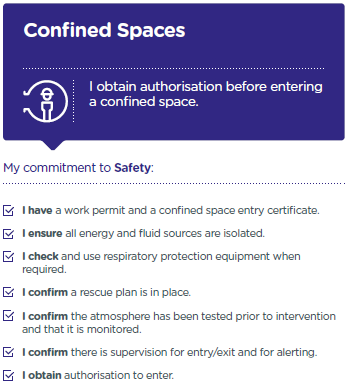 Confined Spaces
I obtain authorisation before entering
a confined space.
My commitment to Safety:
I have a work permit and a confined space entry certificate.
I ensure all energy and fluid sources are isolated.
I check and use respiratory protection equipment when
required.
I confirm a rescue plan is in place.
I confirm the atmosphere has been tested prior to intervention
and that it is monitored.
I confirm there is supervision for entry/exit and for alerting.
I obtain authorisation to enter.